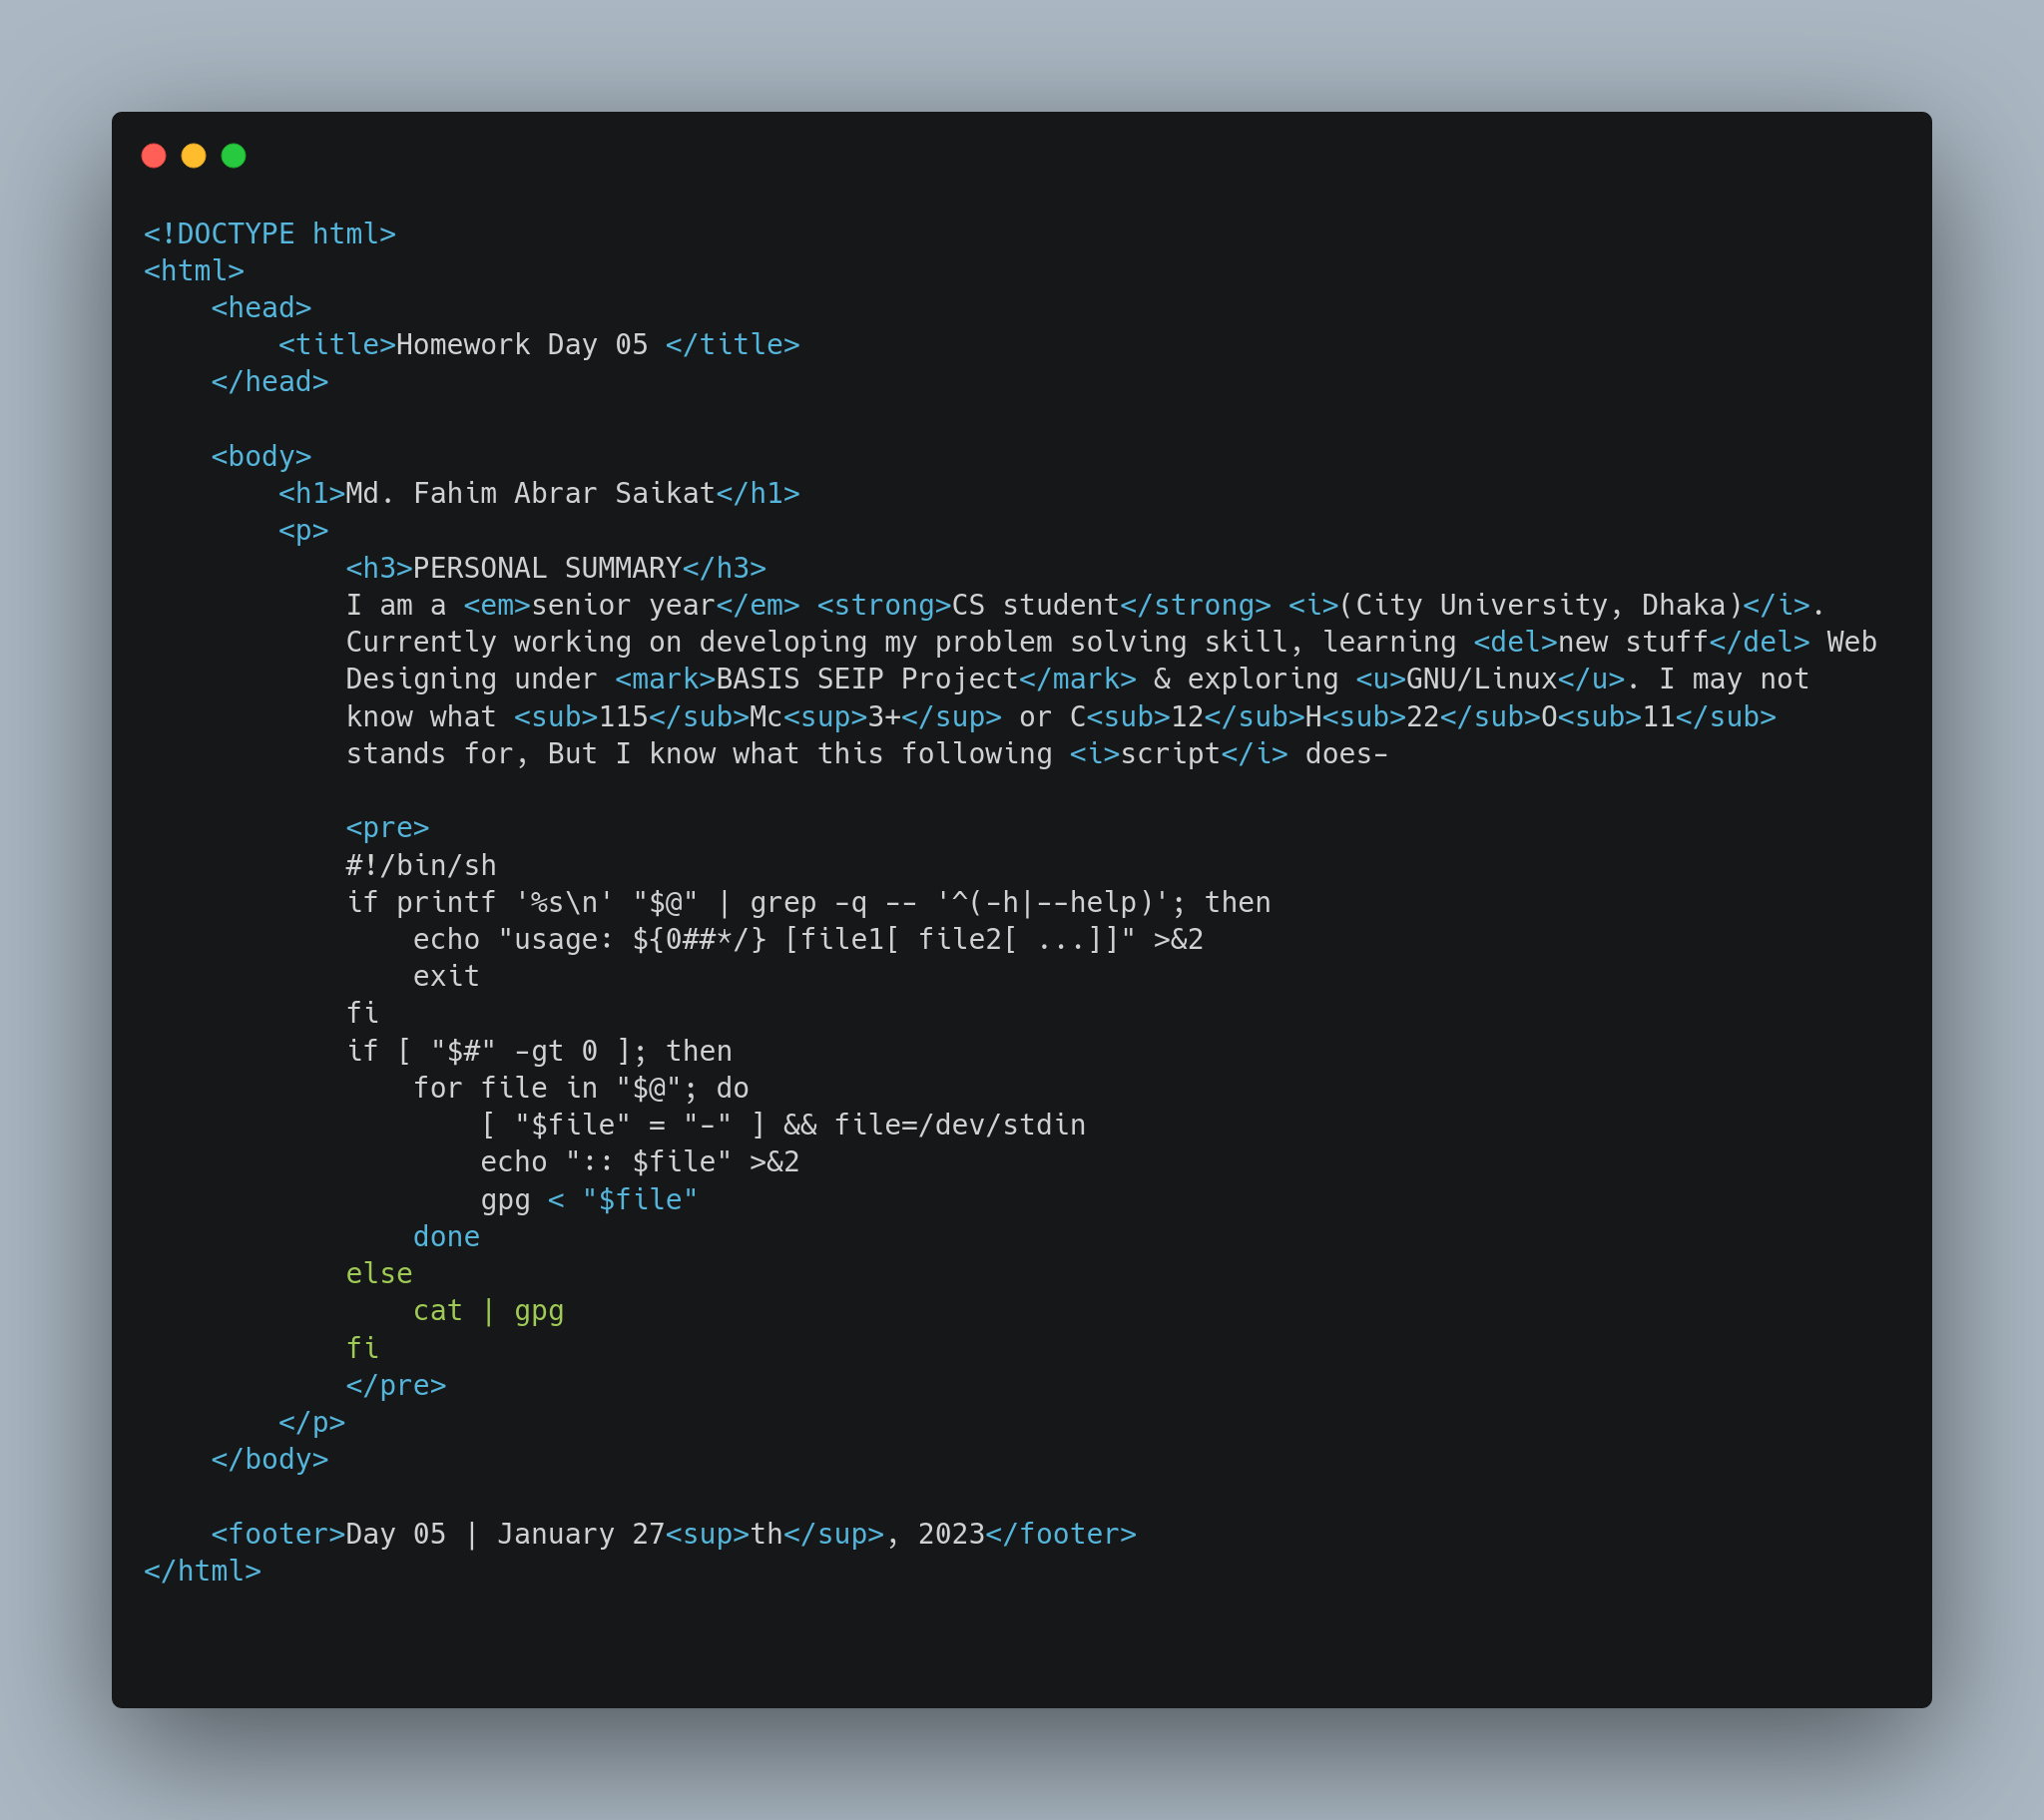 <!DOCTYPE html>
<html>
    <head>
        <title>Homework Day 05 </title>
    </head>

    <body>
        <h1>Md. Fahim Abrar Saikat</h1>
        <p>
            <h3>PERSONAL SUMMARY</h3>
            I am a <em>senior year</em> <strong>CS student</strong> <i>(City University, Dhaka)</i>.
            Currently working on developing my problem solving skill, learning <del>new stuff</del> Web
            Designing under <mark>BASIS SEIP Project</mark> & exploring <u>GNU/Linux</u>. I may not
            know what <sub>115</sub>Mc<sup>3+</sup> or C<sub>12</sub>H<sub>22</sub>O<sub>11</sub>
            stands for, But I know what this following <i>script</i> does-

            <pre>
            #!/bin/sh
            if printf '%s\n' "$@" | grep -q -- '^(-h|--help)'; then
                echo "usage: ${0##*/} [file1[ file2[ ...]]" >&2
                exit
            fi
            if [ "$#" -gt 0 ]; then
                for file in "$@"; do
                    [ "$file" = "-" ] && file=/dev/stdin
                    echo ":: $file" >&2
                    gpg < "$file"
                done
            else
                cat | gpg
            fi
            </pre>
        </p>
    </body>

    <footer>Day 05 | January 27<sup>th</sup>, 2023</footer>
</html>